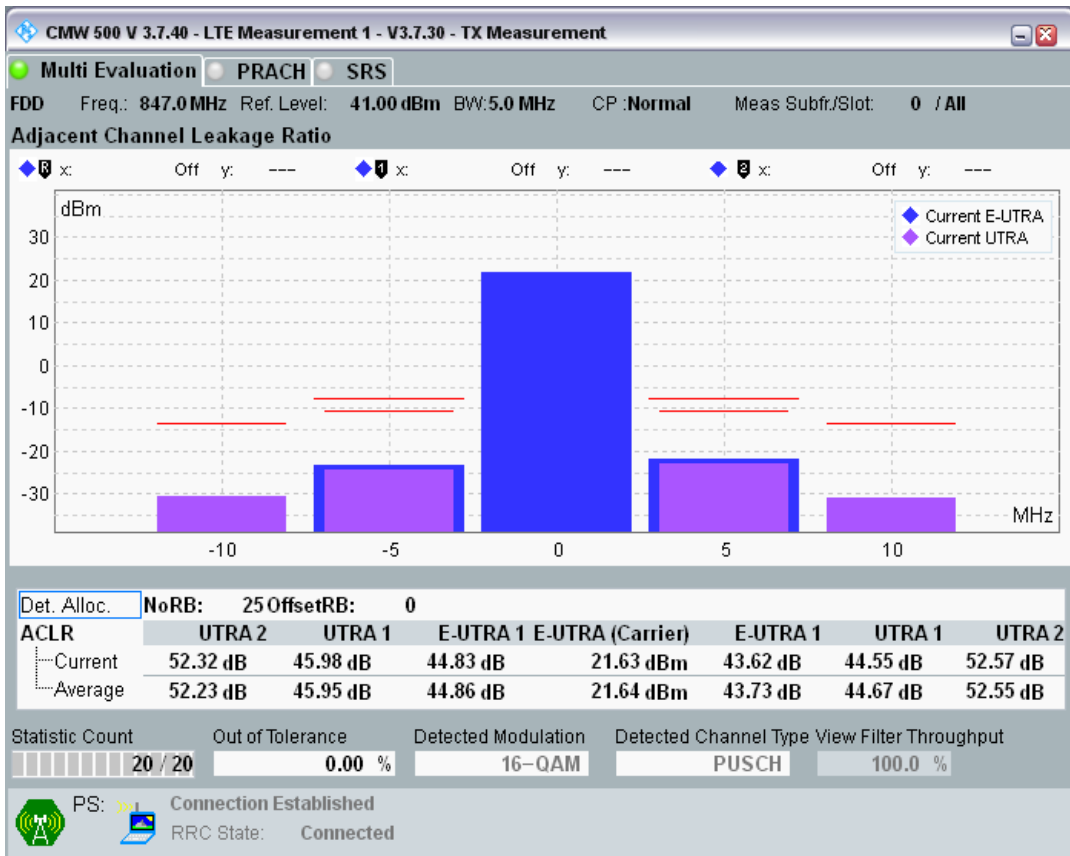 CMW 500 V 3.7.40 - LTE Measurement 1 - V3.7.30 - TX Measurement
Multi Evaluation PRACH SRS
FDD Freq.: 847.0 MHz Ref. Level: 41.00 dBm BW:5.0 MHz CP :Normal Meas Subfr./Slot: 0 / All
Adjacent Channel Leakage Ratio
R x: Off y: --- 1 x: Off y: --- 2 x: Off y: ---
dBm
Current E-UTRA
Current UTRA
30
20
10
0
-10
-20
-30
MHz
-10 -5 0 5 10
Det. Alloc. NoRB: 25 OffsetRB: 0
ACLR UTRA 2 UTRA 1 E-UTRA 1 E-UTRA (Carrier) E-UTRA 1 UTRA 1 UTRA 2
Current 52.32 dB 45.98 dB 44.83 dB 21.63 dBm 43.62 dB 44.55 dB 52.57 dB
Average 52.23 dB 45.95 dB 44.86 dB 21.64 dBm 43.73 dB 44.67 dB 52.55 dB
Statistic Count Out of Tolerance Detected Modulation Detected Channel Type View Filter Throughput
20 / 20 0.00 % 16-QAM PUSCH 100.0 %
PS: Connection Established
RRC State: Connected